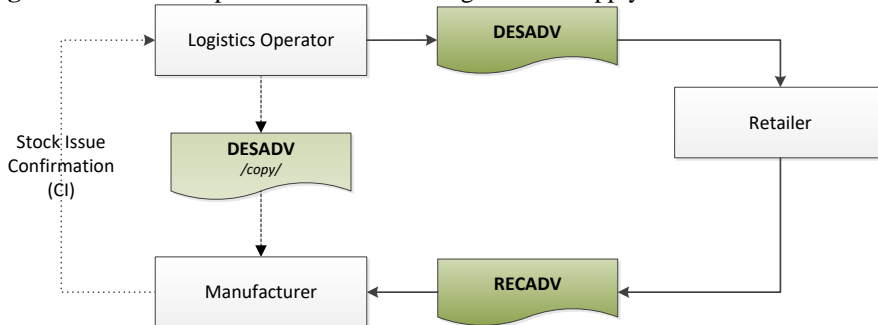 Logistics Operator
DESADV
Retailer
Stock Issue
Confirmation
(CI)
DESADV
/copy/
Manufacturer
RECADV